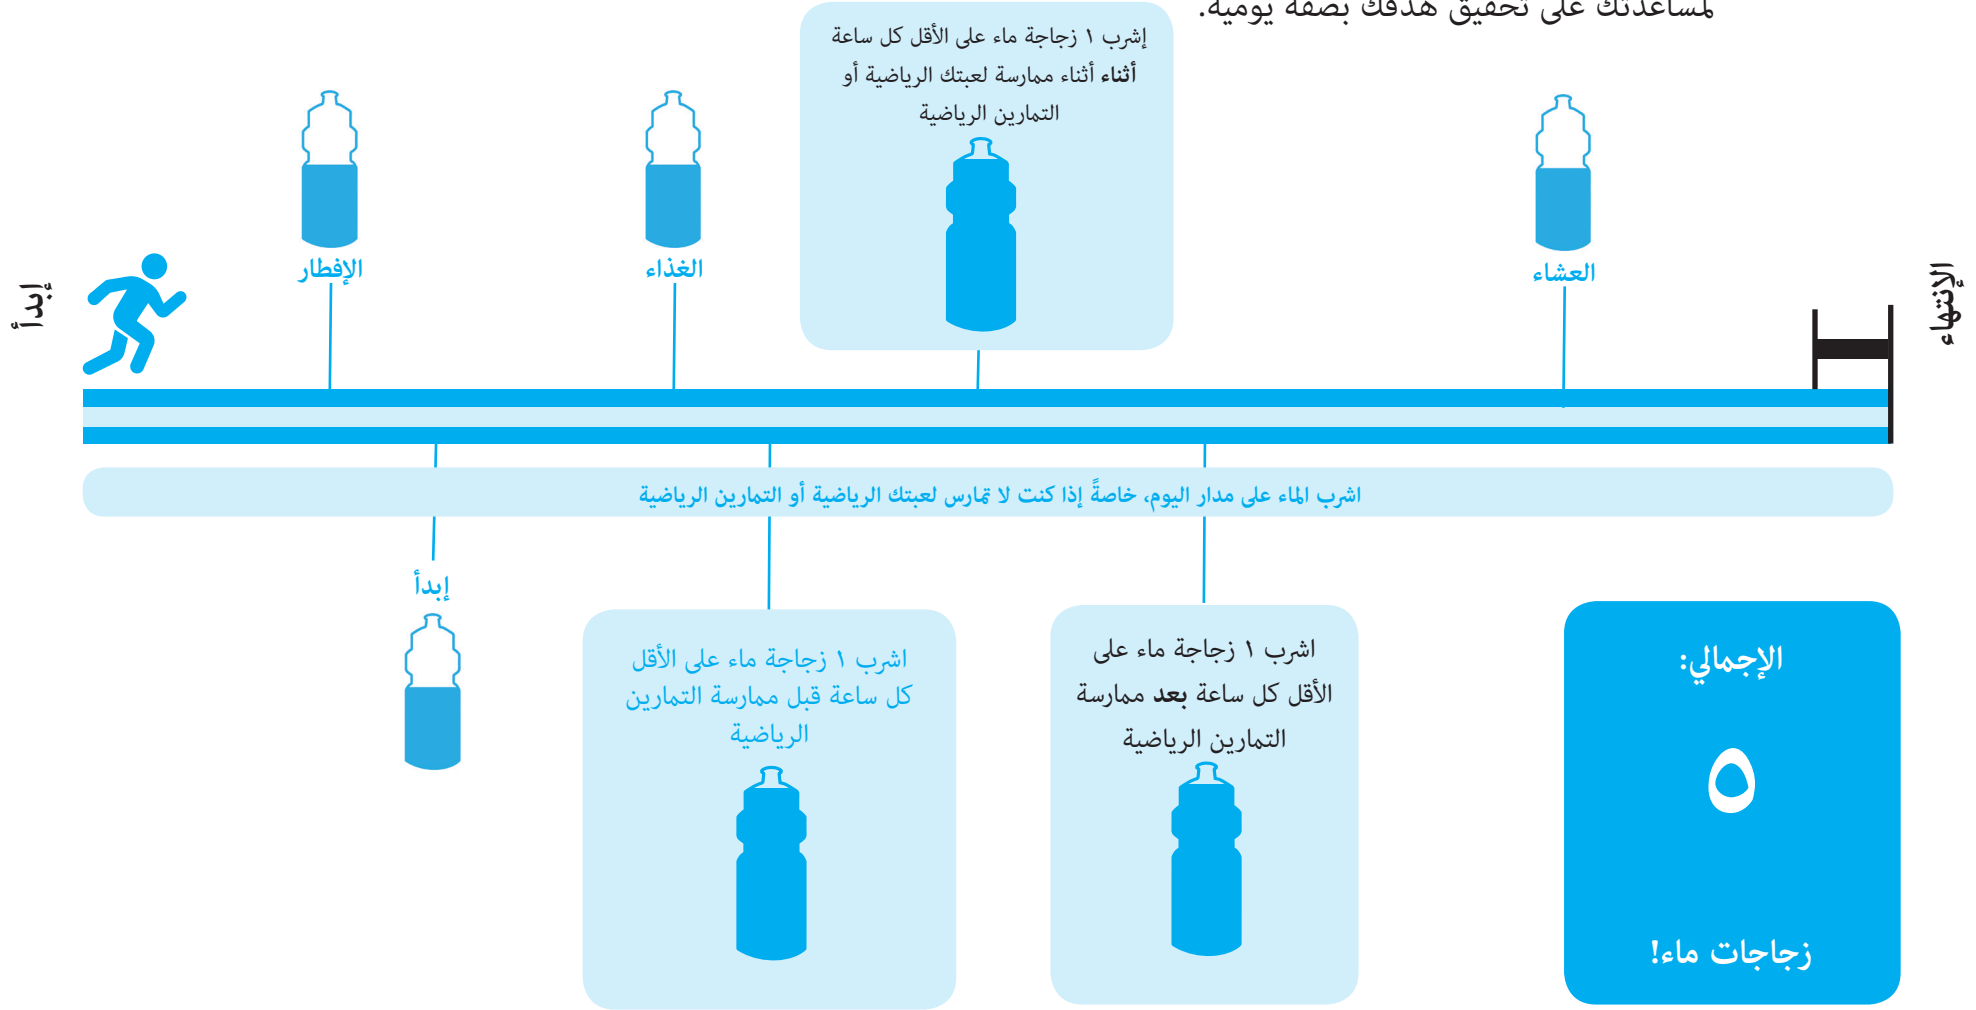 لمساعدتك على تحقيق هدفك بصفة يومية.
إشرب ١ زجاجة ماء على الأقل كل ساعة
أثناء أثناء ممارسة لعبتك الرياضية أو
التمارين الرياضية
الإفطار
الغذاء
العشاء
إبدأ
الإنتهاء
اشرب الماء على مدار اليوم، خاصةً إذا كنت لا تمارس لعبتك الرياضية أو التمارين الرياضية
إبدأ
اشرب ١ زجاجة ماء على الأقل
كل ساعة قبل ممارسة التمارين
الرياضية
اشرب ١ زجاجة ماء على
الأقل كل ساعة بعد ممارسة
التمارين الرياضية
الإجمالي:
٥
زجاجات ماء!